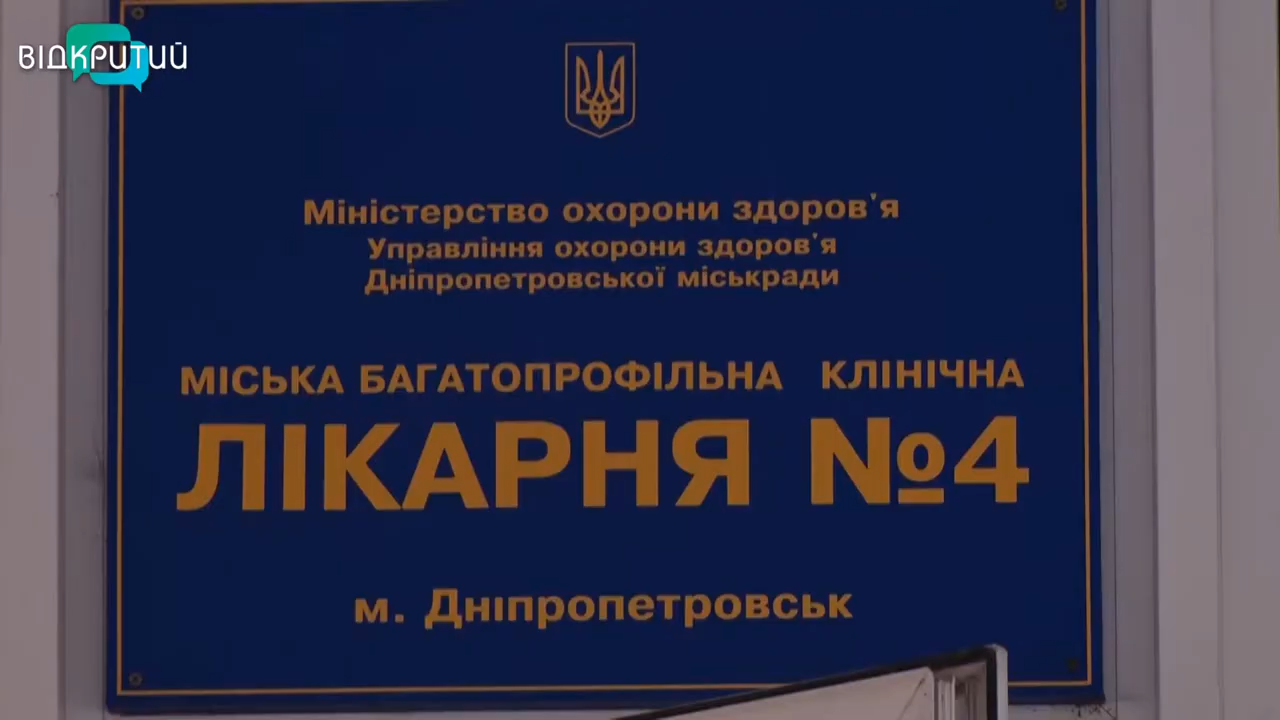 ВІДКРИТИЙ
Міністерство охорони здоров'я
Управління охорони здоров'я
Дніпропетровської міськради
МІСЬКА БАГАТОПРОФІЛЬНА КЛІНІЧНА
ЛІКАРНЯ №4
м. Дніпропетровськ